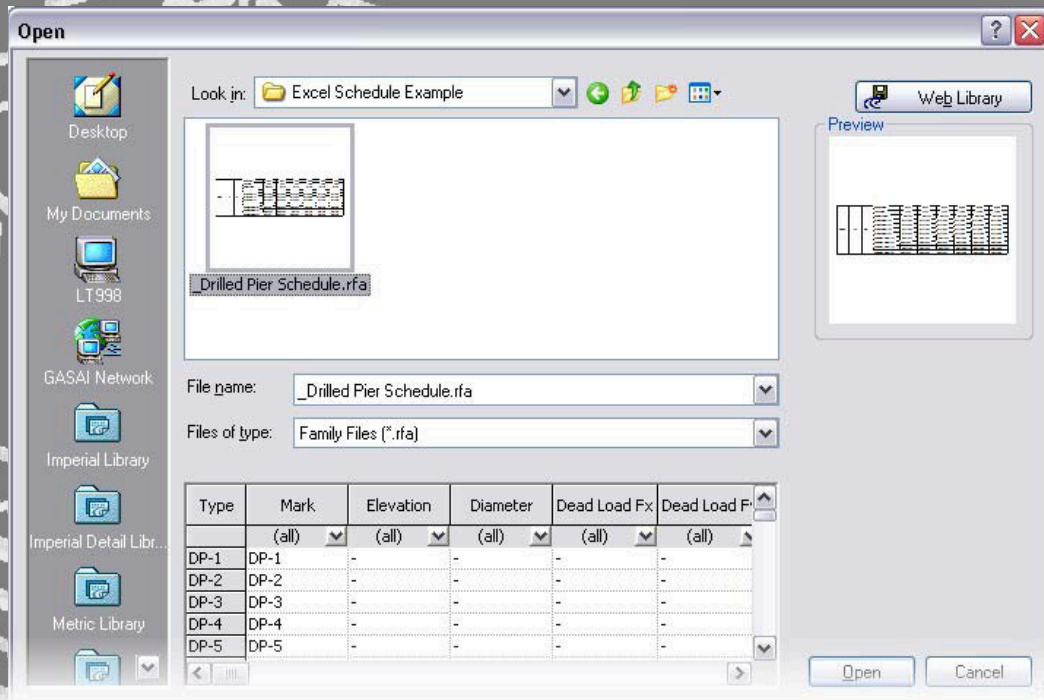 Open
Desktop
My Documents
LT998
GASAI Network
Imperial Library
Imperial Detail Libr...
Metric Library
Look in: Excel Schedule Example
_Drilled Pier Schedule.rfa
File name: _Drilled Pier Schedule.rfa
Files of type: Family Files (*.rfa)
Web Library
Preview
Type Mark Elevation Diameter Dead Load Fx Dead Load F
(all) (all) (all) (all) (all)
DP-1 DP-1 - - - -
DP-2 DP-2 - - - -
DP-3 DP-3 - - - -
DP-4 DP-4 - - - -
DP-5 DP-5 - - - -
Open Cancel